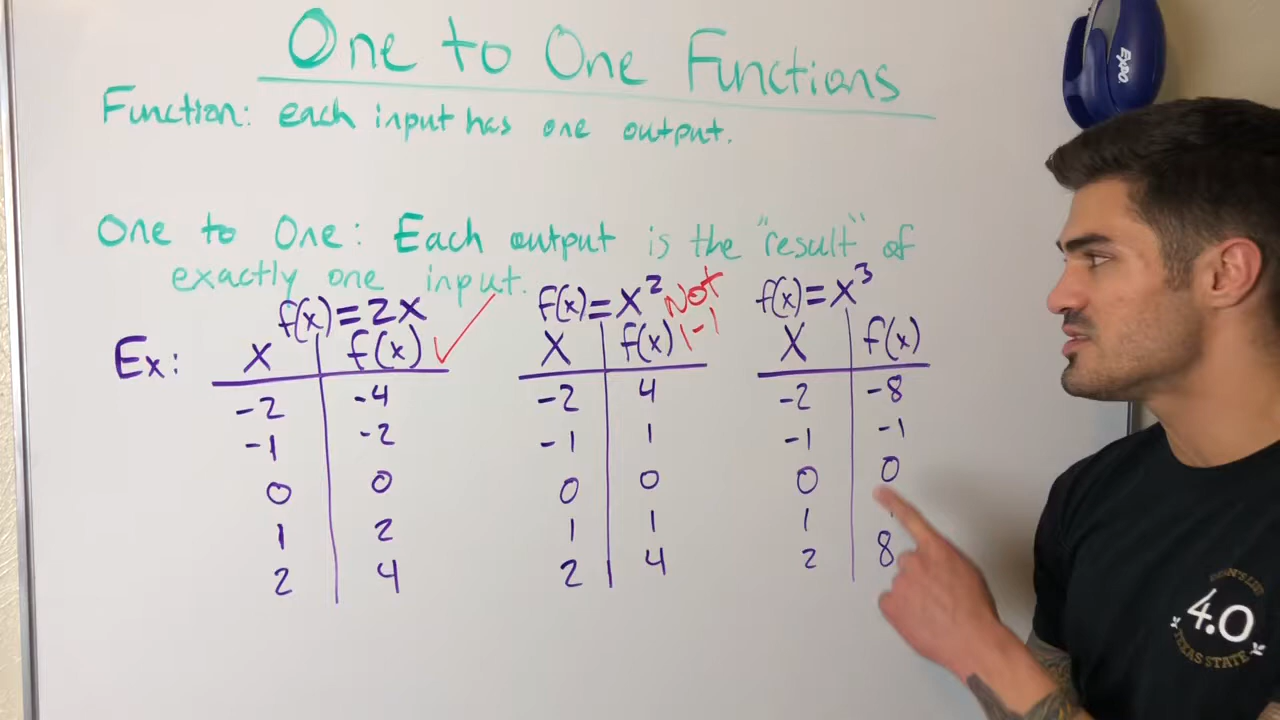 One to One Functions
Function: each input has one output.
One to One: Each output is the "result" of
exactly one input.
f(x)=2x ✓
f(x)=x² Not 1-1
f(x)=x³
Ex:
x f(x)
-2 -4
-1 -2
0 0
1 2
2 4
X f(x)
-2 4
-1 1
0 0
1 1
2 4
X f(x)
-2 -8
-1 -1
0 0
1
2 8
EXPO
4.0
TEXAS STATE